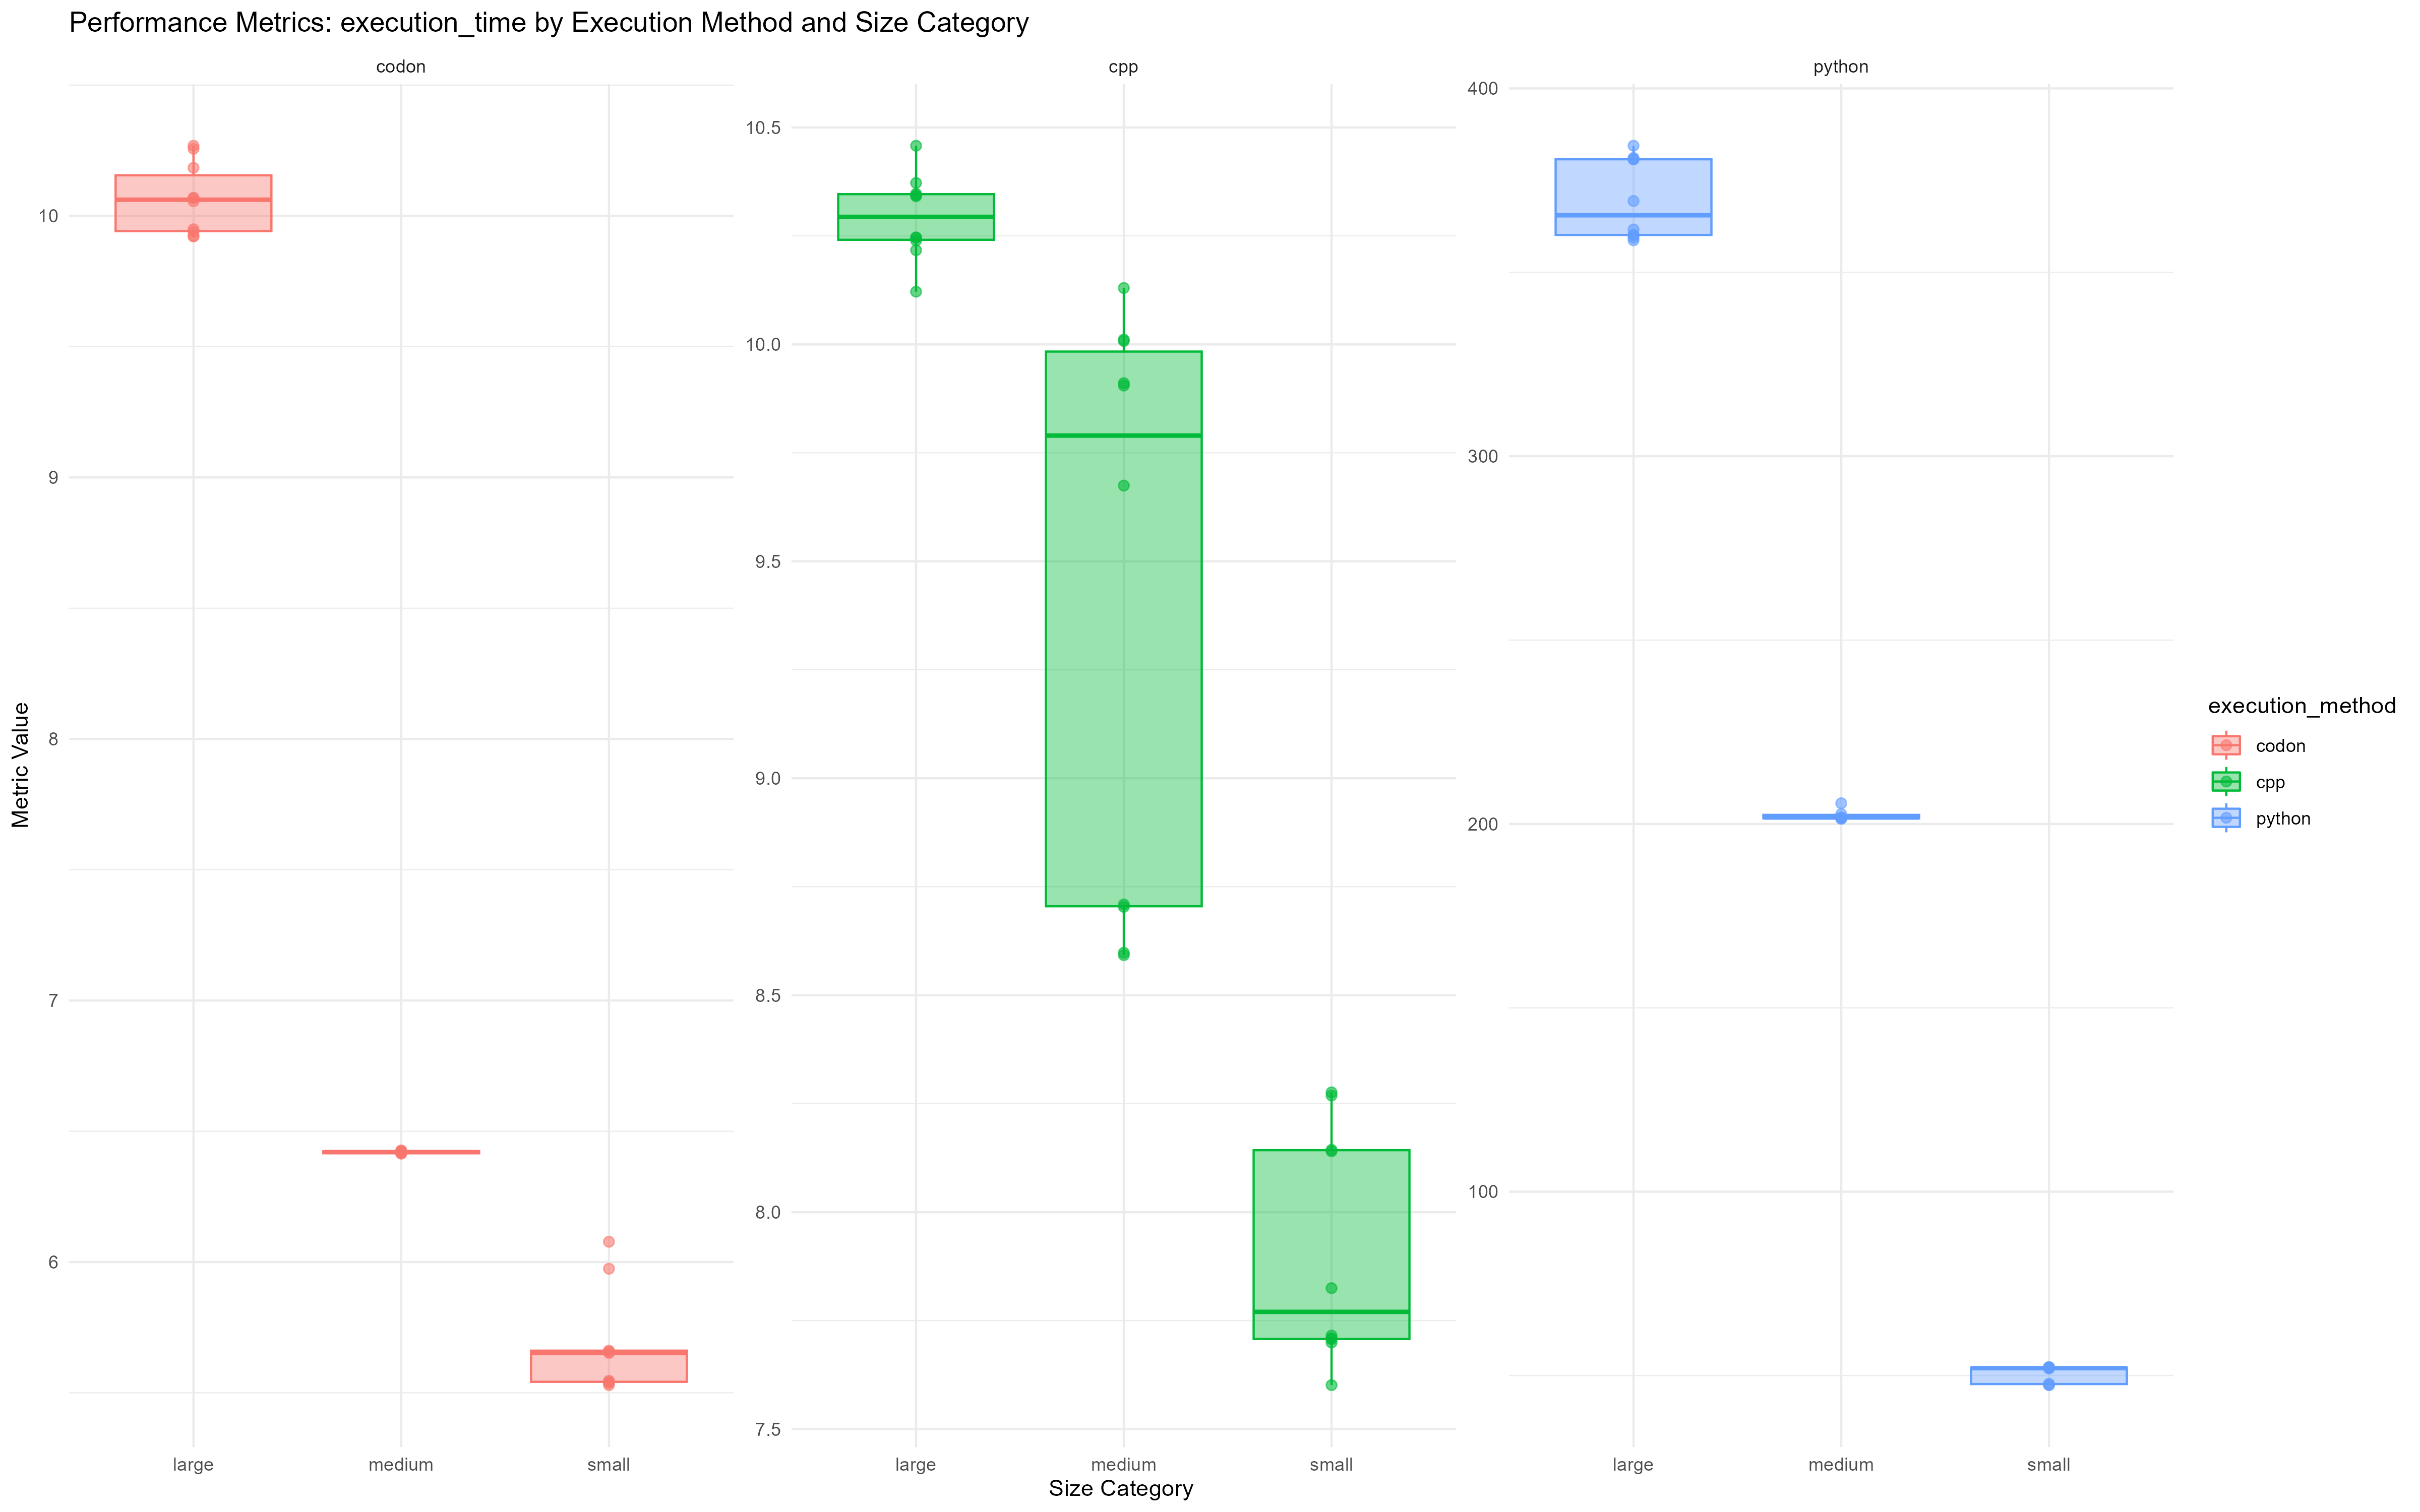 Performance Metrics: execution_time by Execution Method and Size Category
codon
cpp
python
Metric Value
10
9
8
7
6
10.5
10.0
9.5
9.0
8.5
8.0
7.5
400
300
200
100
large
medium
small
large
medium
small
large
medium
small
Size Category
execution_method
codon
cpp
python